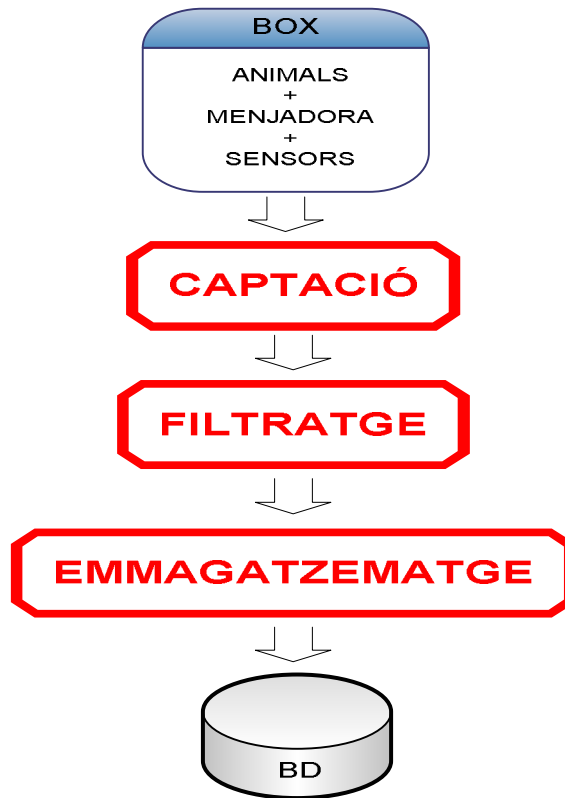 BOX
ANIMALS
+
MENJADORA
+
SENSORS
CAPTACIÓ
FILTRATGE
EMMAGATZEMATGE
BD